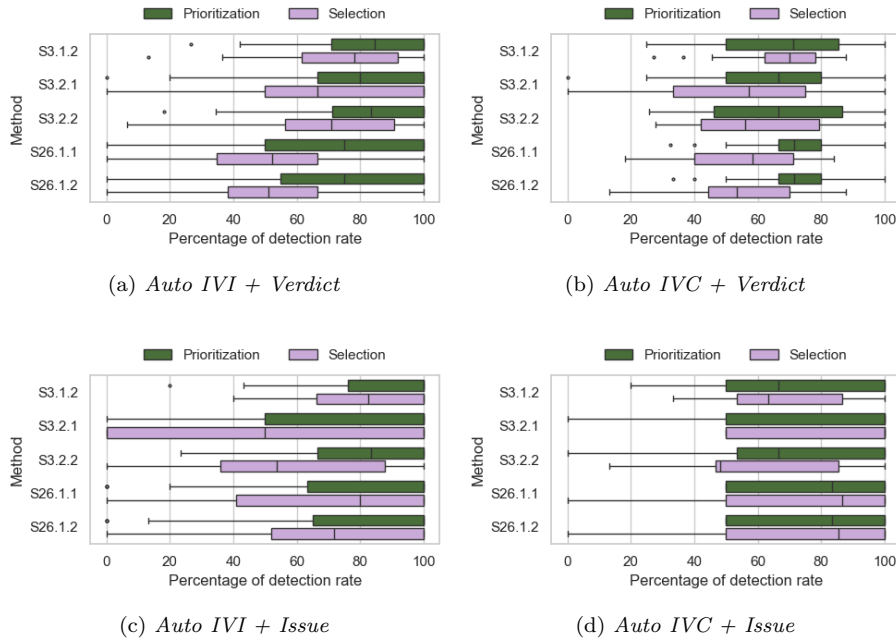 Prioritization Selection
S3.1.2
S3.2.1
S3.2.2
S26.1.1
S26.1.2
Method
0 20 40 60 80 100
Percentage of detection rate
(a) Auto IVI + Verdict
Prioritization Selection
S3.1.2
S3.2.1
S3.2.2
S26.1.1
S26.1.2
Method
0 20 40 60 80 100
Percentage of detection rate
(b) Auto IVC + Verdict
Prioritization Selection
S3.1.2
S3.2.1
S3.2.2
S26.1.1
S26.1.2
Method
0 20 40 60 80 100
Percentage of detection rate
(c) Auto IVI + Issue
Prioritization Selection
S3.1.2
S3.2.1
S3.2.2
S26.1.1
S26.1.2
Method
0 20 40 60 80 100
Percentage of detection rate
(d) Auto IVC + Issue